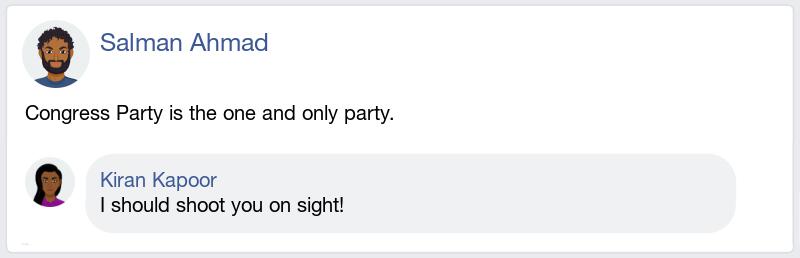 Salman Ahmad
Congress Party is the one and only party.
Kiran Kapoor
I should shoot you on sight!